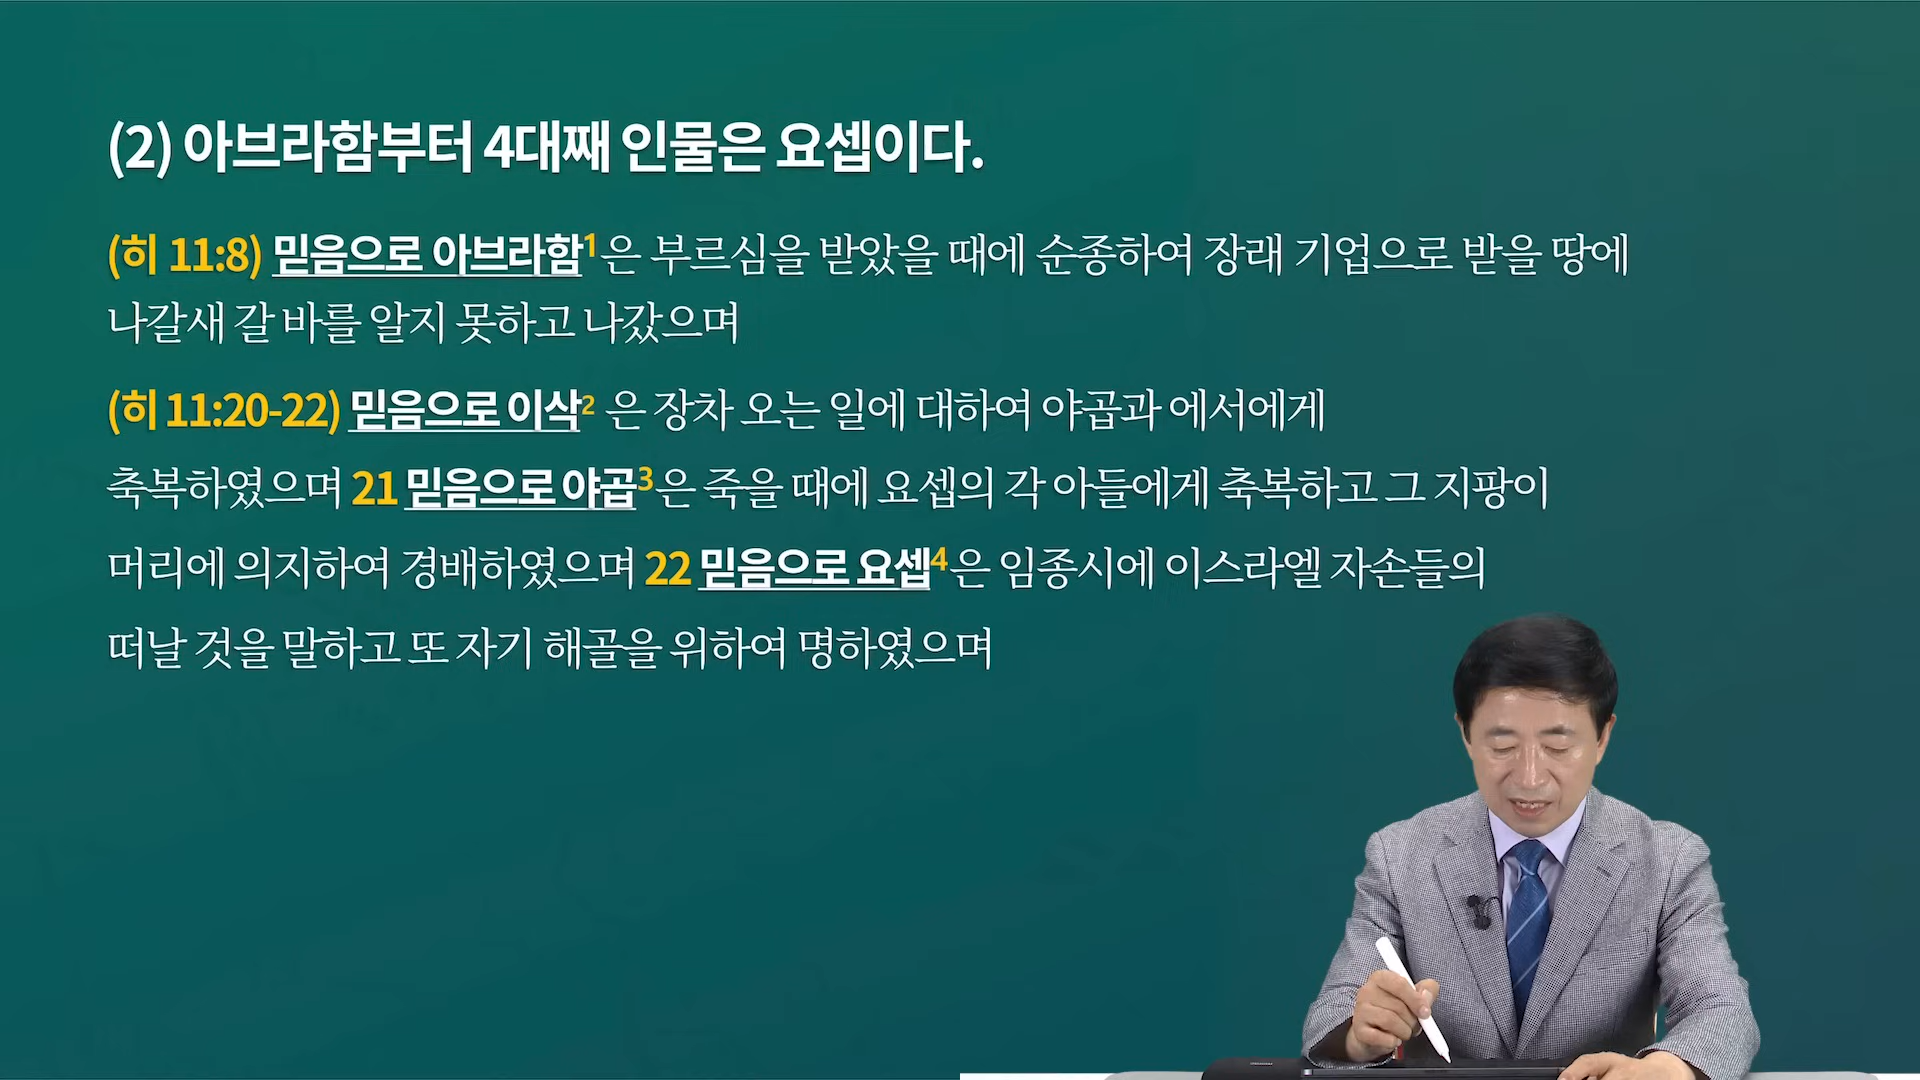 (2) 아브라함부터 4대째 인물은 요셉이다.
(히 11:8) 믿음으로 아브라함1은 부르심을 받았을 때에 순종하여 장래 기업으로 받을 땅에
나갈새 갈 바를 알지 못하고 나갔으며
(히 11:20-22) 믿음으로 이삭2 은 장차 오는 일에 대하여 야곱과 에서에게
축복하였으며 21 믿음으로 야곱3은 죽을 때에 요셉의 각 아들에게 축복하고 그 지팡이
머리에 의지하여 경배하였으며 22 믿음으로 요셉4은 임종시에 이스라엘 자손들의
떠날 것을 말하고 또 자기 해골을 위하여 명하였으며